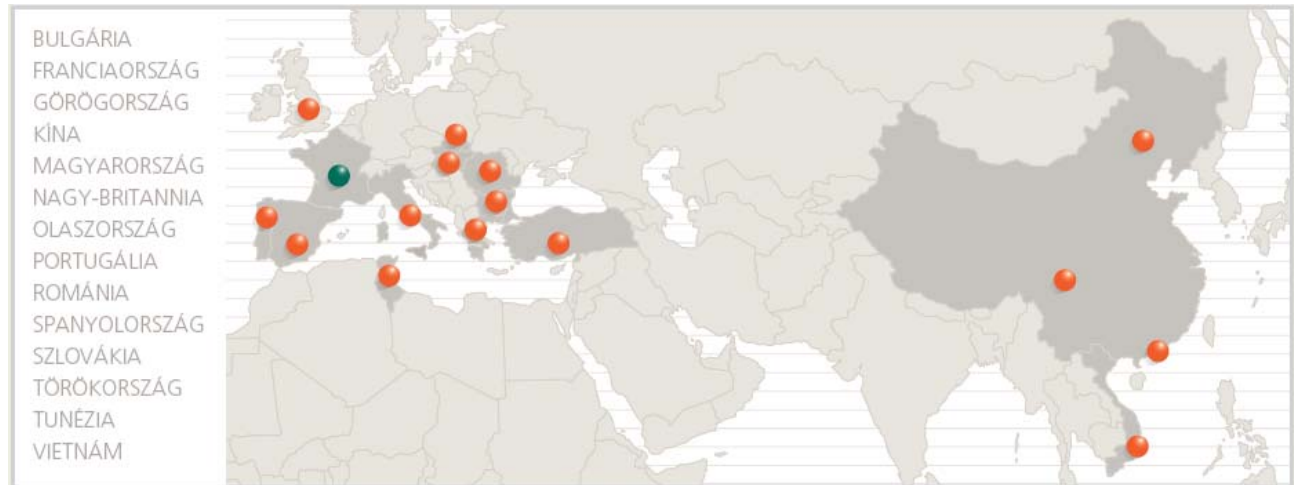 BULGÁRIA
FRANCIAORSZÁG
GÖRÖGORSZÁG
KÍNA
MAGYARORSZÁG
NAGY-BRITANNIA
OLASZORSZÁG
PORTUGÁLIA
ROMÁNIA
SPANYOLORSZÁG
SZLOVÁKIA
TÖRÖKORSZÁG
TUNÉZIA
VIETNÁM